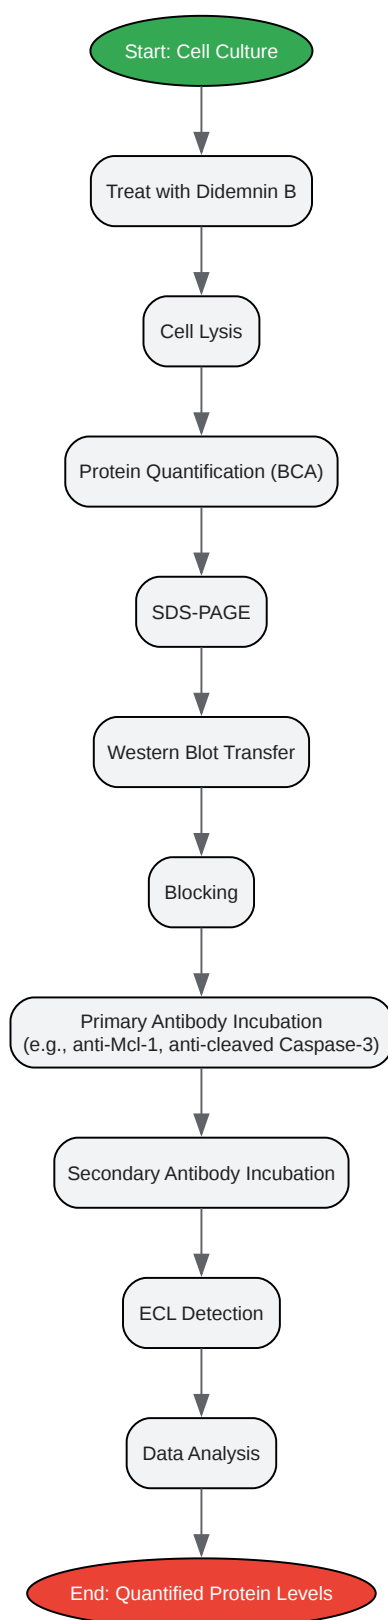 Start: Cell Culture
Treat with Didemnin B
Cell Lysis
Protein Quantification (BCA)
SDS-PAGE
Western Blot Transfer
Blocking
Primary Antibody Incubation
(e.g., anti-Mcl-1, anti-cleaved Caspase-3)
Secondary Antibody Incubation
ECL Detection
Data Analysis
End: Quantified Protein Levels